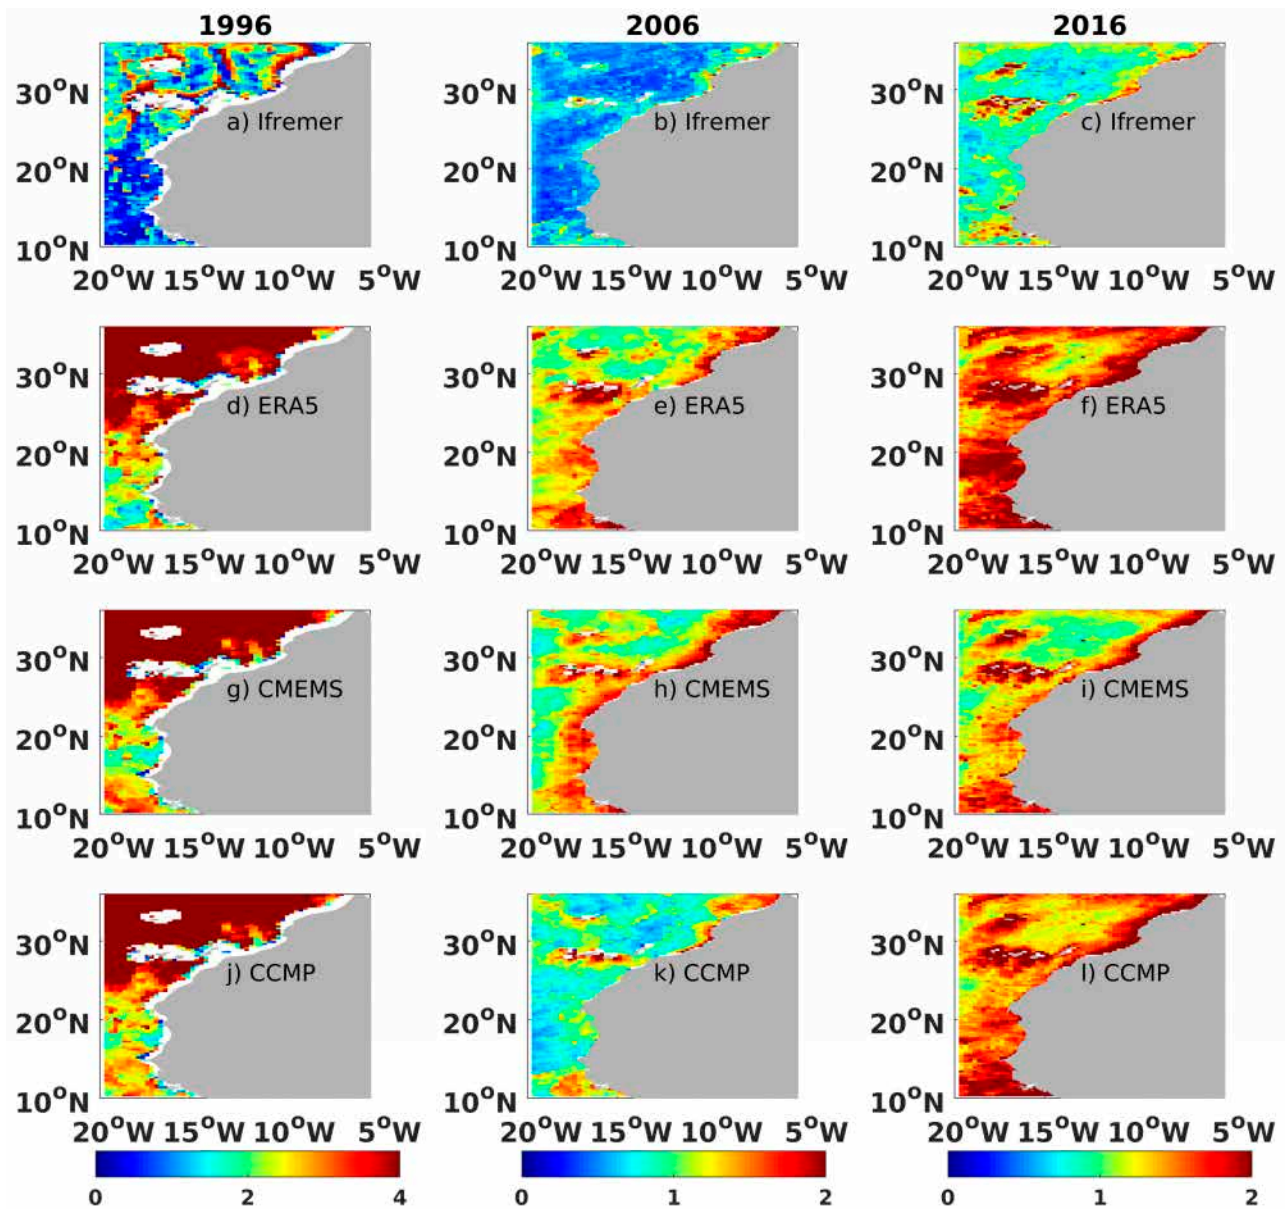 1996 2006 2016
30°N 30°N 30°N
a) Ifremer b) Ifremer c) Ifremer
20°N 20°N 20°N
10°N 10°N 10°N
20°W 15°W 10°W 5°W 20°W 15°W 10°W 5°W 20°W 15°W 10°W 5°W
30°N 30°N 30°N
d) ERA5 e) ERA5 f) ERA5
20°N 20°N 20°N
10°N 10°N 10°N
20°W 15°W 10°W 5°W 20°W 15°W 10°W 5°W 20°W 15°W 10°W 5°W
30°N 30°N 30°N
g) CMEMS h) CMEMS i) CMEMS
20°N 20°N 20°N
10°N 10°N 10°N
20°W 15°W 10°W 5°W 20°W 15°W 10°W 5°W 20°W 15°W 10°W 5°W
30°N 30°N 30°N
j) CCMP k) CCMP l) CCMP
20°N 20°N 20°N
10°N 10°N 10°N
20°W 15°W 10°W 5°W 20°W 15°W 10°W 5°W 20°W 15°W 10°W 5°W
0 2 4 0 1 2 0 1 2